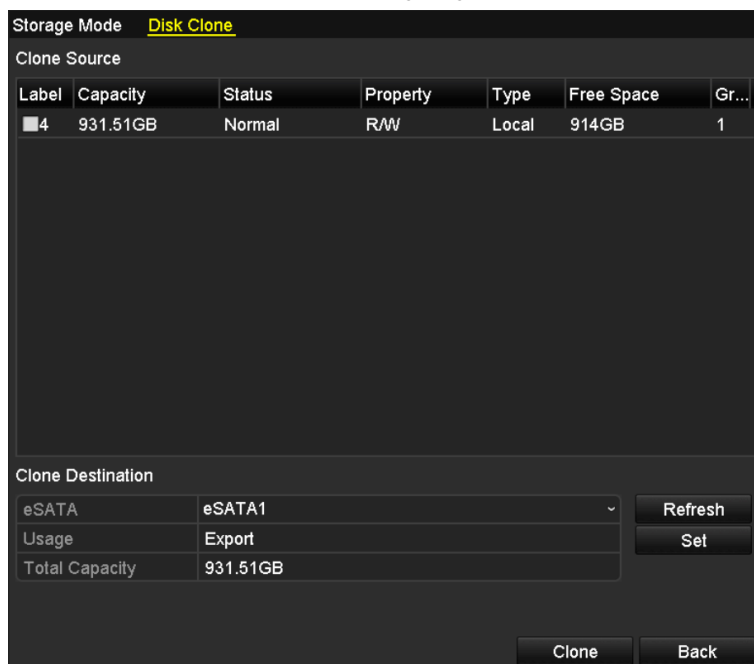 Storage Mode Disk Clone
Clone Source
Label Capacity Status Property Type Free Space Gr...
4 931.51GB Normal R/W Local 914GB 1
Clone Destination
eSATA eSATA1 Refresh
Usage Export Set
Total Capacity 931.51GB
Clone Back